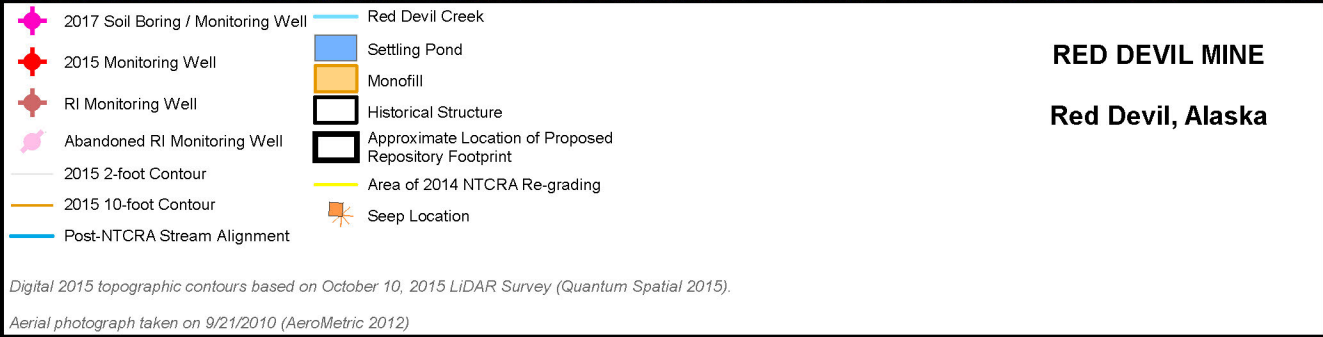 2017 Soil Boring / Monitoring Well
2015 Monitoring Well
RI Monitoring Well
Abandoned RI Monitoring Well
2015 2-foot Contour
2015 10-foot Contour
Post-NTCRA Stream Alignment
Red Devil Creek
Settling Pond
Monofill
Historical Structure
Approximate Location of Proposed
Repository Footprint
Area of 2014 NTCRA Re-grading
Seep Location
RED DEVIL MINE
Red Devil, Alaska
Digital 2015 topographic contours based on October 10, 2015 LiDAR Survey (Quantum Spatial 2015).
Aerial photograph taken on 9/21/2010 (AeroMetric 2012)